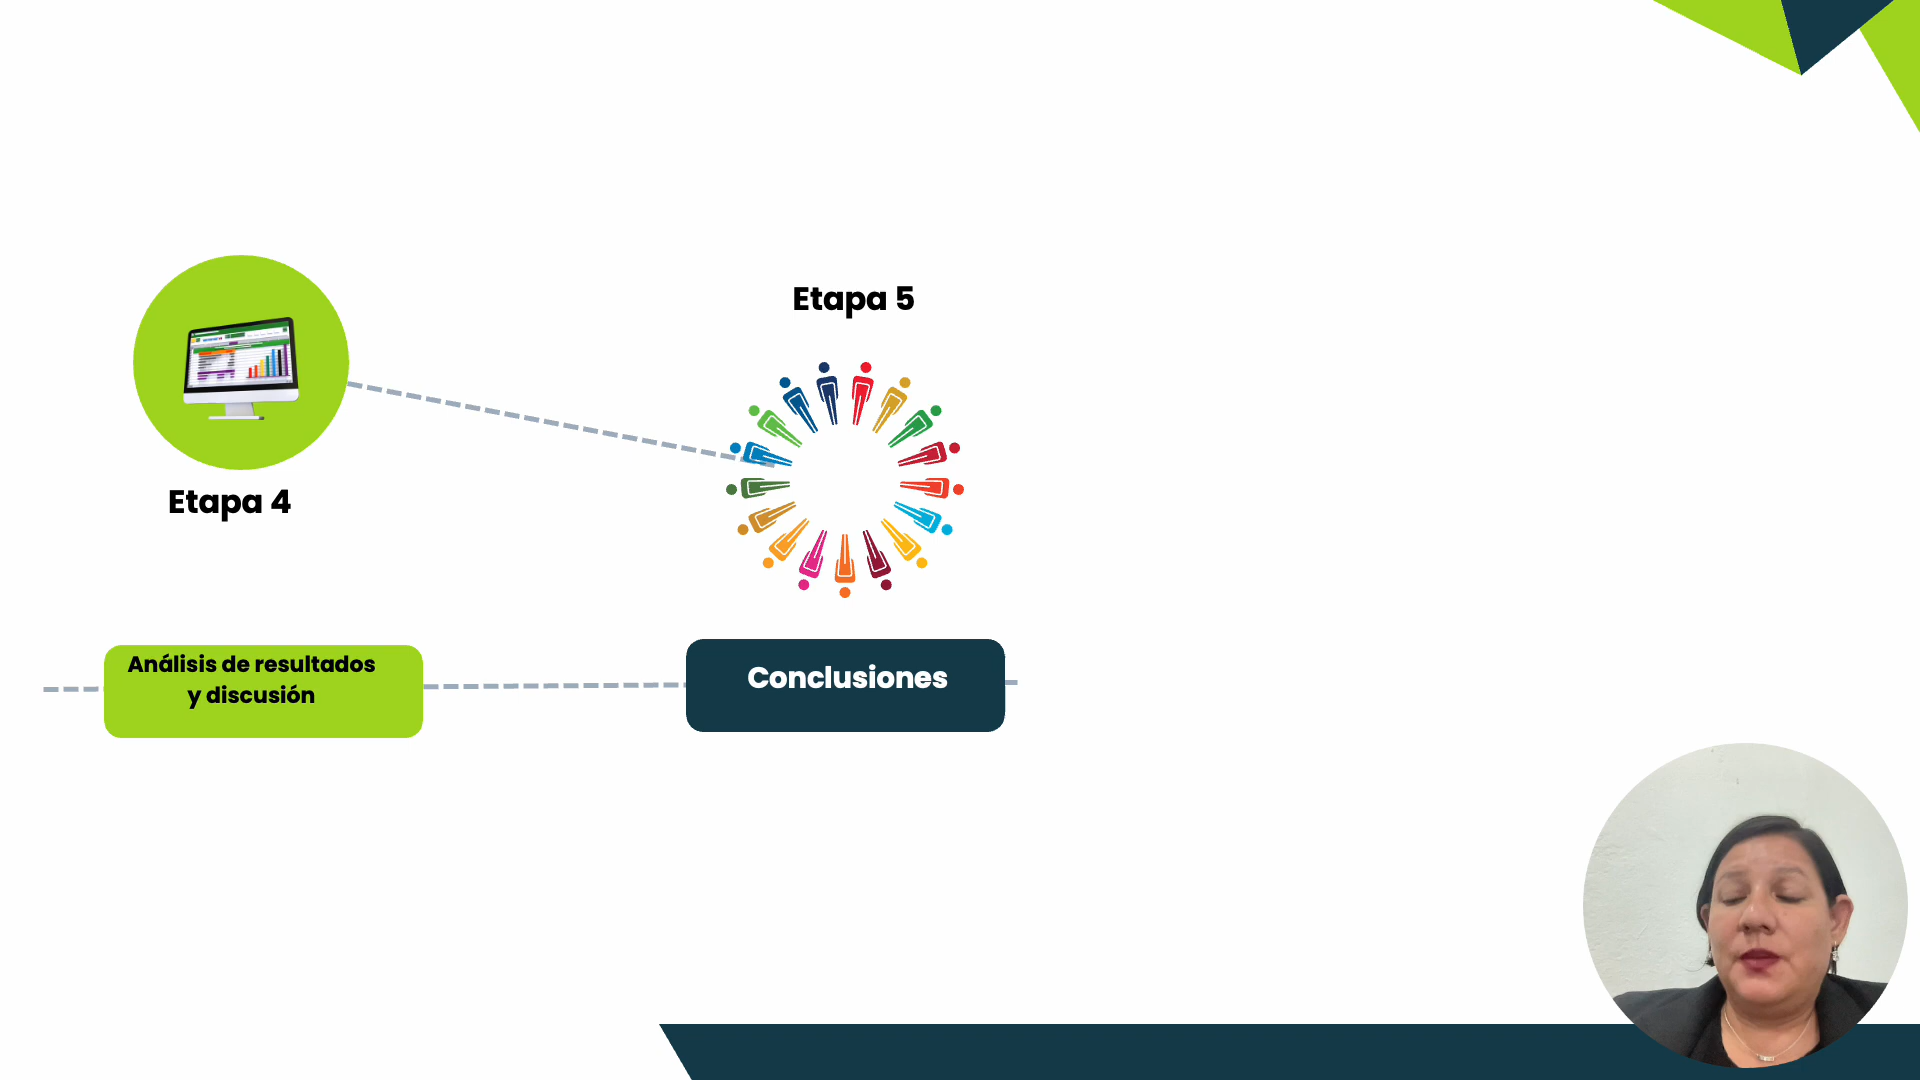 Etapa 5
Etapa 4
Análisis de resultados
y discusión
Conclusiones